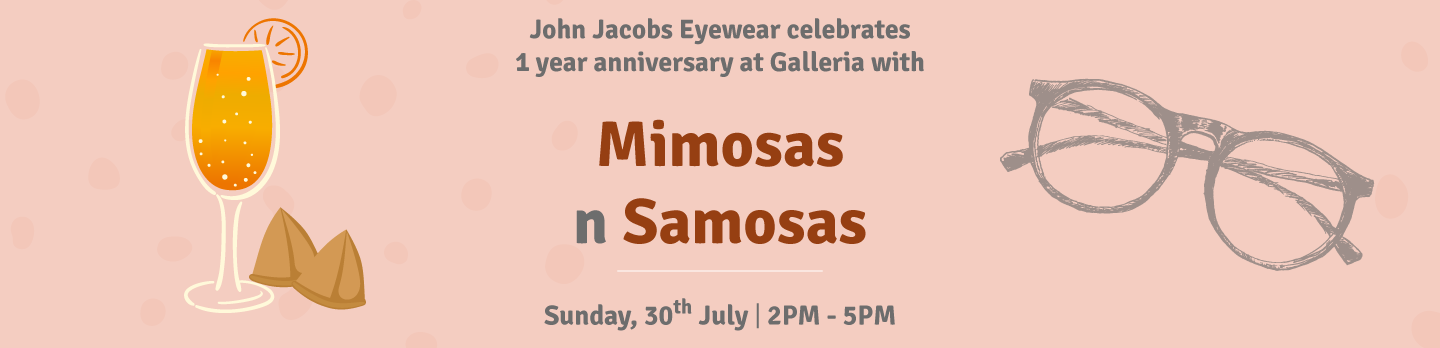 John Jacobs Eyewear celebrates
1 year anniversary at Galleria with
Mimosas
n Samosas
Sunday, 30th July | 2PM - 5PM